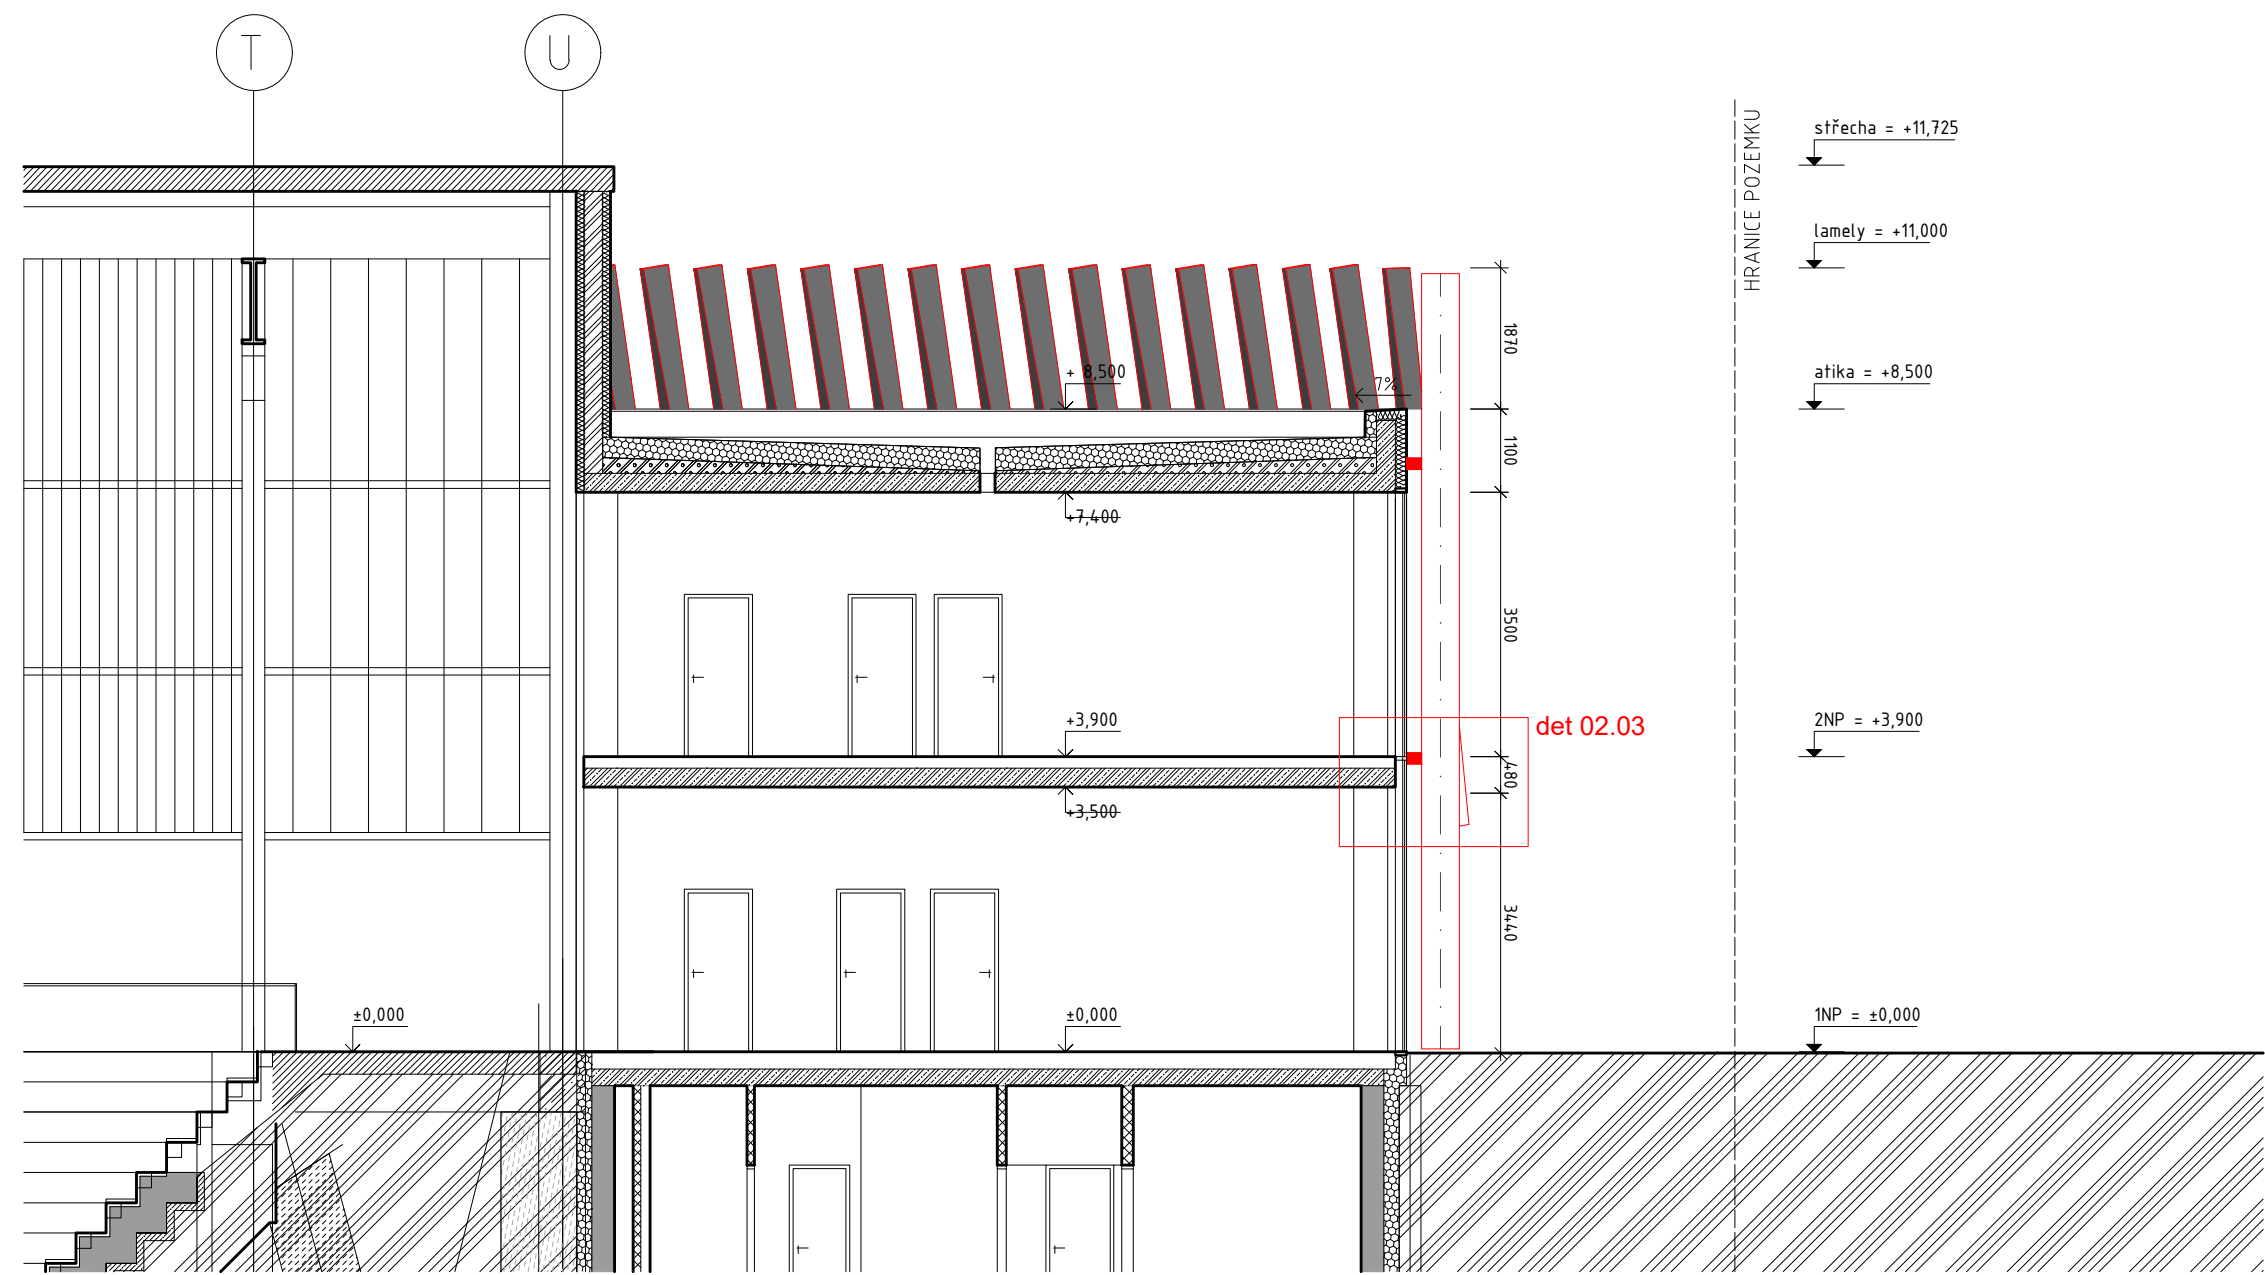 T
U
HRANICE POZEMKU
střecha = +11,725
lamely = +11,000
1870
+ 8,500
7%
atika = +8,500
1100
+7,400
3500
+3,900
det 02.03
2NP = +3,900
480
+3,500
3440
±0,000
±0,000
1NP = ±0,000